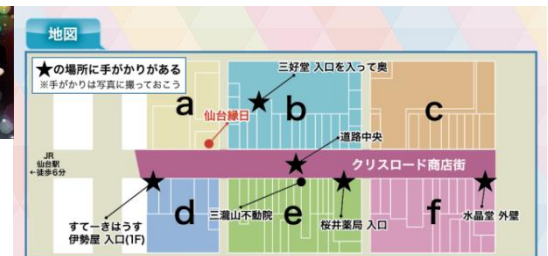 地図
★の場所に手がかりがある
※手がかりは写真に撮っておこう
三好堂 入口を入って奥
a
b
c
仙台縁日
道路中央
JR
仙台駅
←徒歩6分
クリスロード商店街
すてーきはうす
伊勢屋 入口(1F)
d
三瀧山不動院
e
桜井薬局 入口
f
水晶堂 外壁